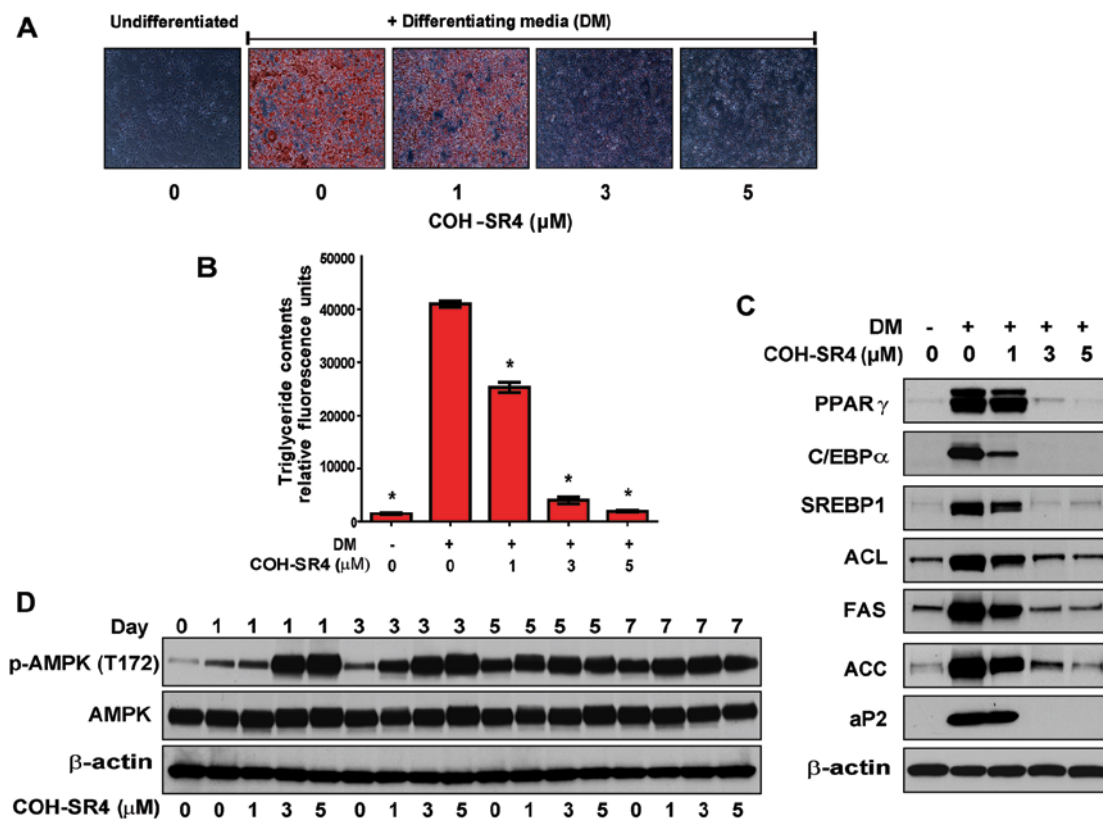 A
Undifferentiated
+ Differentiating media (DM)
0 0 1 3 5
COH-SR4 (µM)
B
Triglyceride contents
relative fluorescence units
50000
40000
30000
20000
10000
0
* * * *
DM - + + + +
COH-SR4 (µM) 0 0 1 3 5
C
DM - + + + +
COH-SR4 (µM) 0 0 1 3 5
PPAR γ
C/EBPα
SREBP1
ACL
FAS
ACC
aP2
β-actin
D
Day 0 1 1 1 1 3 3 3 3 5 5 5 5 7 7 7 7
p-AMPK (T172)
AMPK
β-actin
COH-SR4 (µM) 0 0 1 3 5 0 1 3 5 0 1 3 5 0 1 3 5